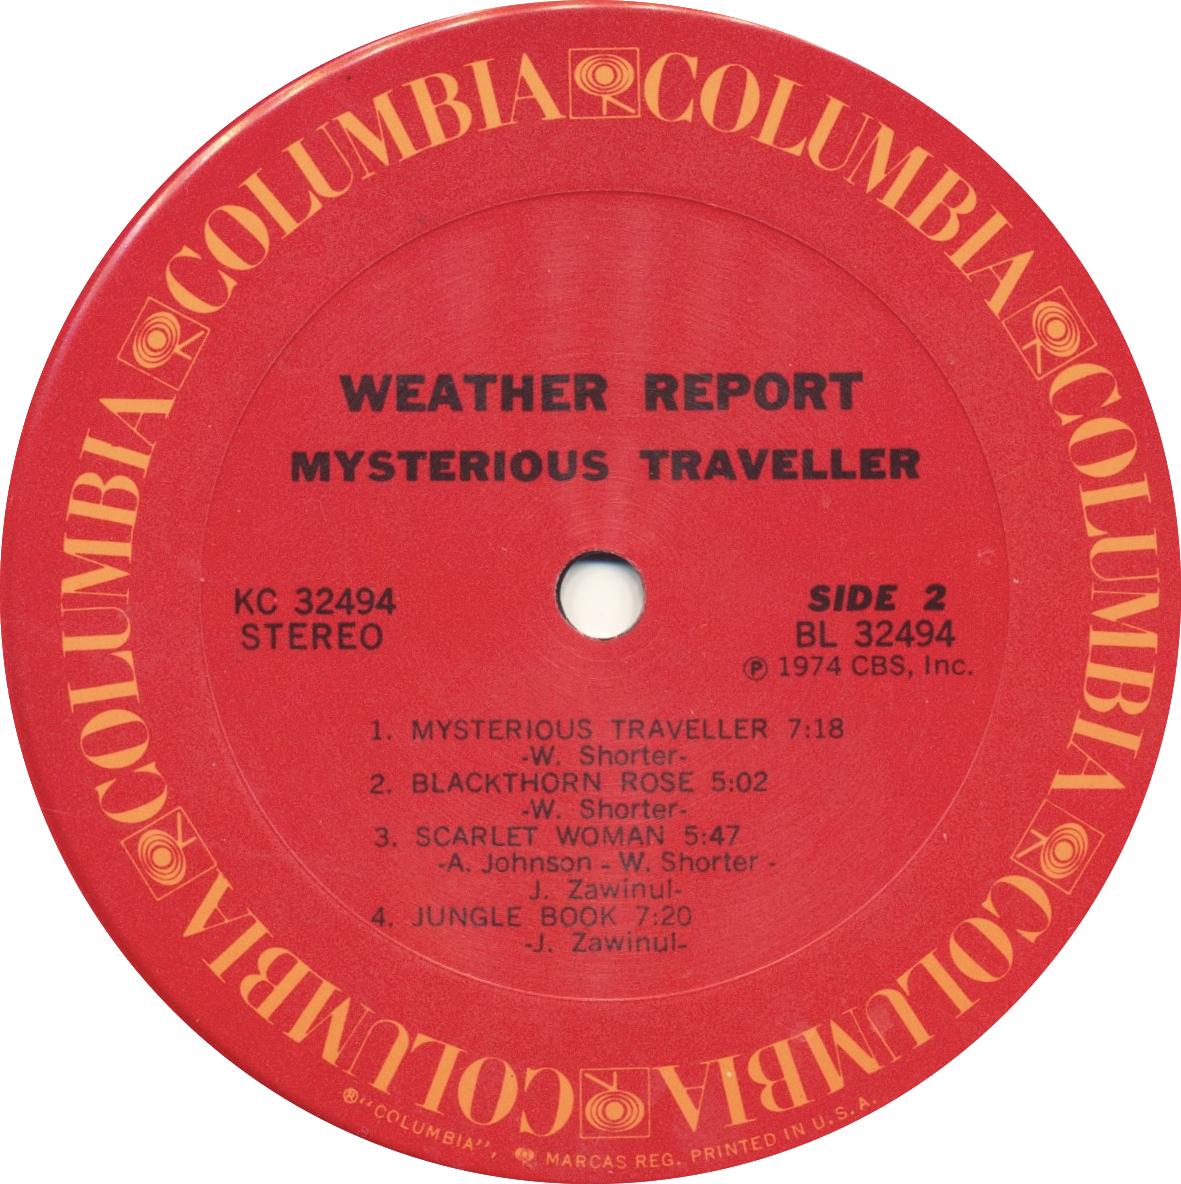 COLUMBIA COLUMBIA COLUMBIA COLUMBIA COLUMBIA COLUMBIA
WEATHER REPORT
MYSTERIOUS TRAVELLER
KC 32494
STEREO
SIDE 2
BL 32494
Ⓟ 1974 CBS, Inc.
1. MYSTERIOUS TRAVELLER 7:18
-W. Shorter-
2. BLACKTHORN ROSE 5:02
-W. Shorter-
3. SCARLET WOMAN 5:47
-A. Johnson - W. Shorter -
J. Zawinul-
4. JUNGLE BOOK 7:20
-J. Zawinul-
®"COLUMBIA", MARCAS REG. PRINTED IN U.S.A.